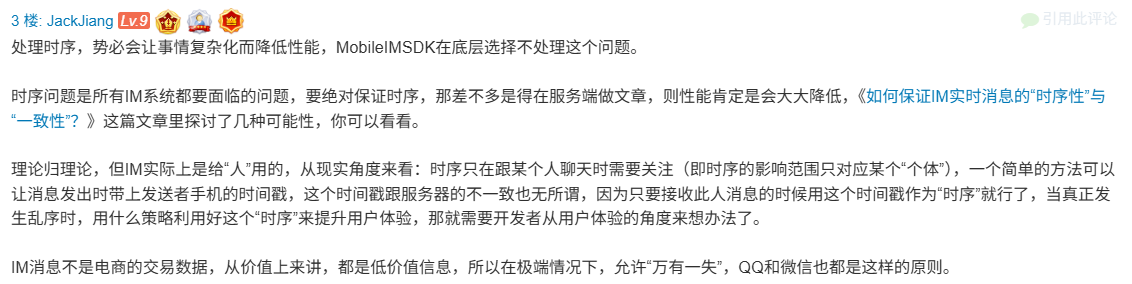 3 楼: JackJiang Lv.9
引用此评论
处理时序，势必会让事情复杂化而降低性能，MobileIMSDK在底层选择不处理这个问题。
时序问题是所有IM系统都要面临的问题，要绝对保证时序，那差不多是得在服务端做文章，则性能肯定是会大大降低，《如何保证IM实时消息的“时序性”与
“一致性”？》这篇文章里探讨了几种可能性，你可以看看。
理论归理论，但IM实际上是给“人”用的，从现实角度来看：时序只在跟某个人聊天时需要关注（即时序的影响范围只对应某个“个体”），一个简单的方法可以
让消息发出时带上发送者手机的时间戳，这个时间戳跟服务器的不一致也无所谓，因为只要接收此人消息的时候用这个时间戳作为“时序”就行了，当真正发
生乱序时，用什么策略利用好这个“时序”来提升用户体验，那就需要开发者从用户体验的角度来想办法了。
IM消息不是电商的交易数据，从价值上来讲，都是低价值信息，所以在极端情况下，允许“万有一失”，QQ和微信也都是这样的原则。